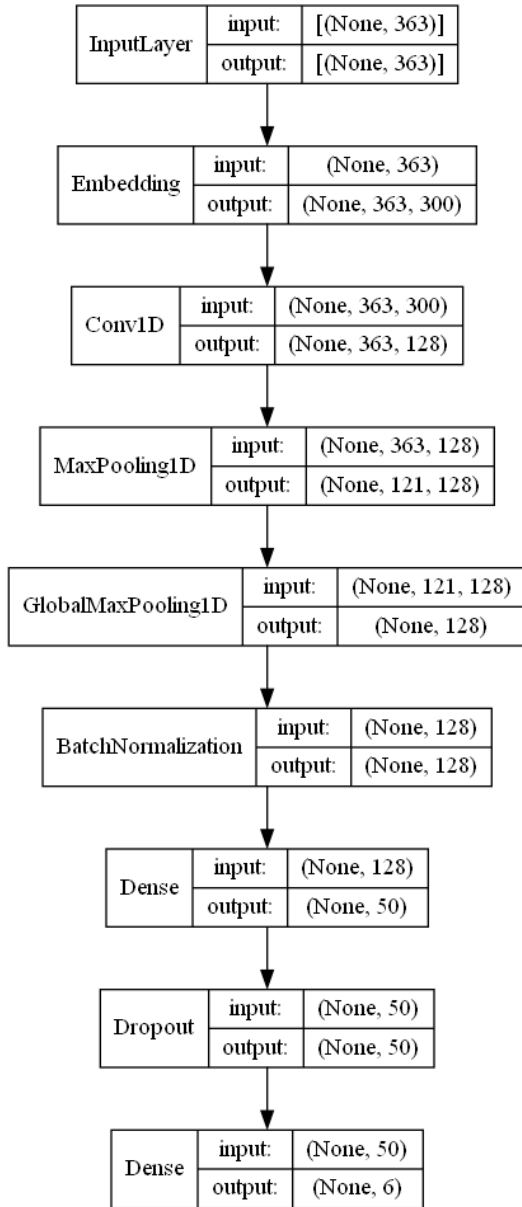 InputLayer input: [(None, 363)]
output: [(None, 363)]
Embedding input: (None, 363)
output: (None, 363, 300)
Conv1D input: (None, 363, 300)
output: (None, 363, 128)
MaxPooling1D input: (None, 363, 128)
output: (None, 121, 128)
GlobalMaxPooling1D input: (None, 121, 128)
output: (None, 128)
BatchNormalization input: (None, 128)
output: (None, 128)
Dense input: (None, 128)
output: (None, 50)
Dropout input: (None, 50)
output: (None, 50)
Dense input: (None, 50)
output: (None, 6)